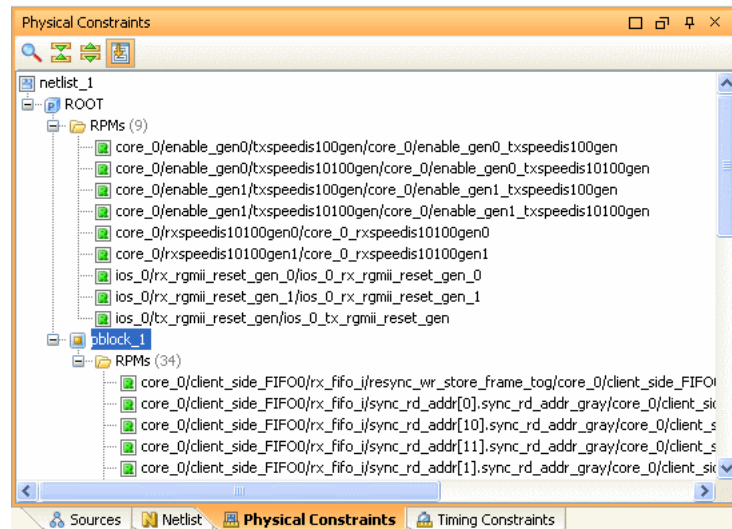 Physical Constraints
netlist_1
ROOT
RPMs (9)
core_0/enable_gen0/txspeedis100gen/core_0/enable_gen0_txspeedis100gen
core_0/enable_gen0/txspeedis10100gen/core_0/enable_gen0_txspeedis10100gen
core_0/enable_gen1/txspeedis100gen/core_0/enable_gen1_txspeedis100gen
core_0/enable_gen1/txspeedis10100gen/core_0/enable_gen1_txspeedis10100gen
core_0/rxspeedis10100gen0/core_0_rxspeedis10100gen0
core_0/rxspeedis10100gen1/core_0_rxspeedis10100gen1
ios_0/rx_rgmii_reset_gen_0/ios_0_rx_rgmii_reset_gen_0
ios_0/rx_rgmii_reset_gen_1/ios_0_rx_rgmii_reset_gen_1
ios_0/tx_rgmii_reset_gen/ios_0_tx_rgmii_reset_gen
pblock_1
RPMs (34)
core_0/client_side_FIFO0/rx_fifo_i/resync_wr_store_frame_tog/core_0/client_side_FIFO
core_0/client_side_FIFO0/rx_fifo_i/sync_rd_addr[0].sync_rd_addr_gray/core_0/client_sid
core_0/client_side_FIFO0/rx_fifo_i/sync_rd_addr[10].sync_rd_addr_gray/core_0/client_s
core_0/client_side_FIFO0/rx_fifo_i/sync_rd_addr[11].sync_rd_addr_gray/core_0/client_s
core_0/client_side_FIFO0/rx_fifo_i/sync_rd_addr[1].sync_rd_addr_gray/core_0/client_sid
Sources Netlist Physical Constraints Timing Constraints